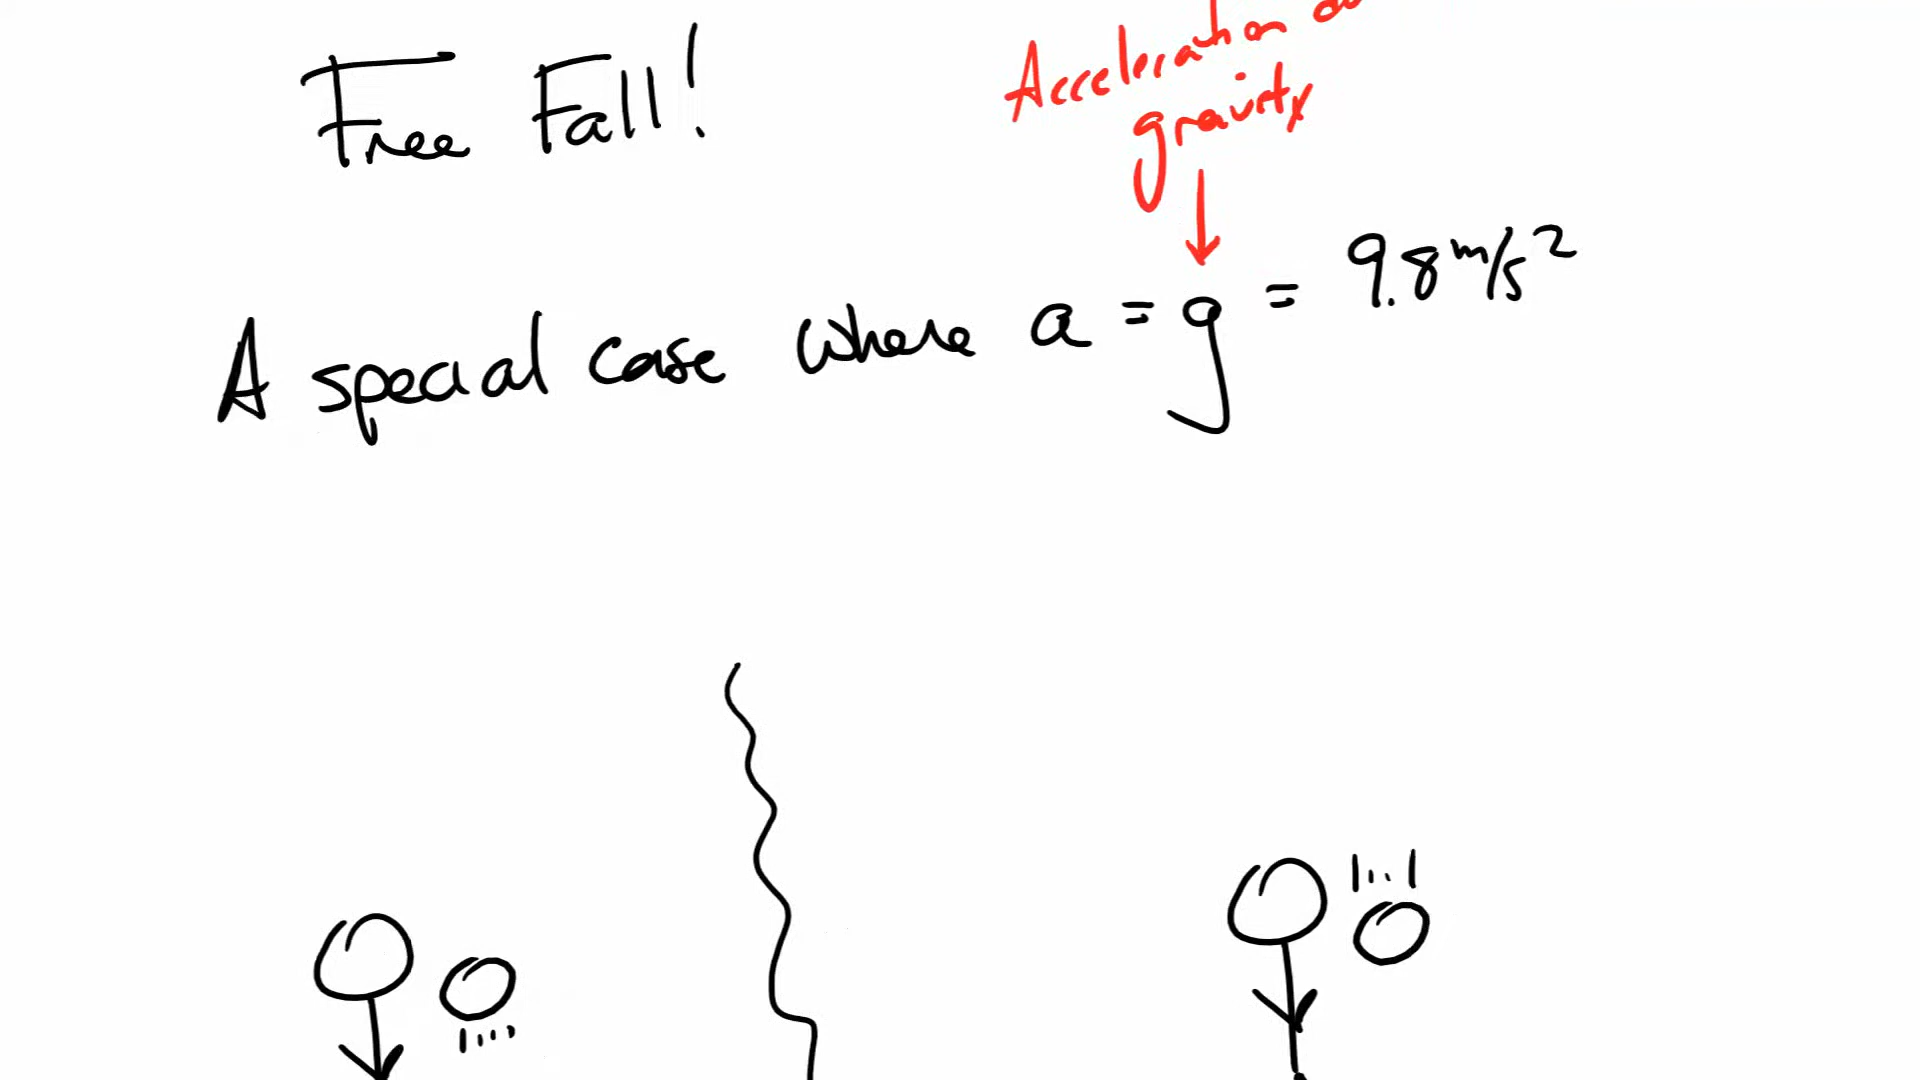 Free Fall!
Acceleration
gravity
A special case where a = g = 9.8 m/s²